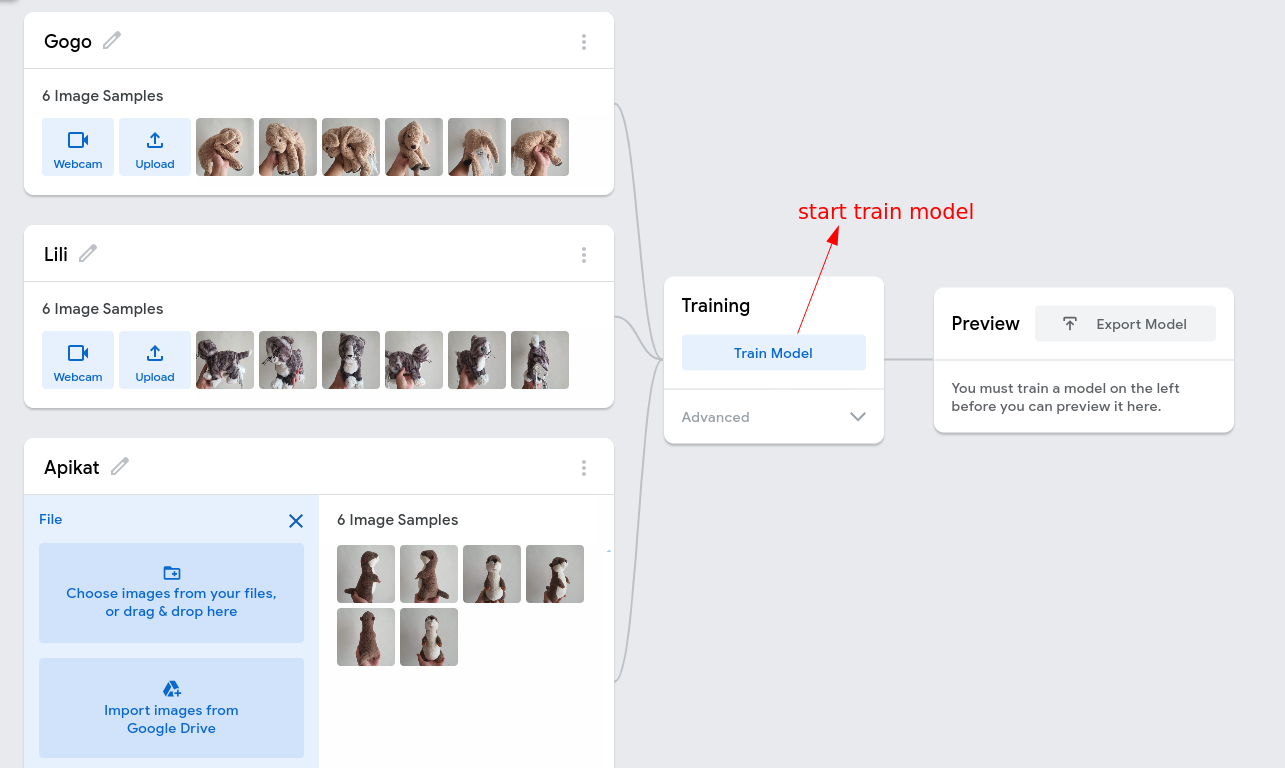 Gogo
6 Image Samples
Webcam
Upload
Lili
6 Image Samples
Webcam
Upload
Apikat
File
Choose images from your files,
or drag & drop here
Import images from
Google Drive
6 Image Samples
start train model
Training
Train Model
Advanced
Preview
Export Model
You must train a model on the left
before you can preview it here.